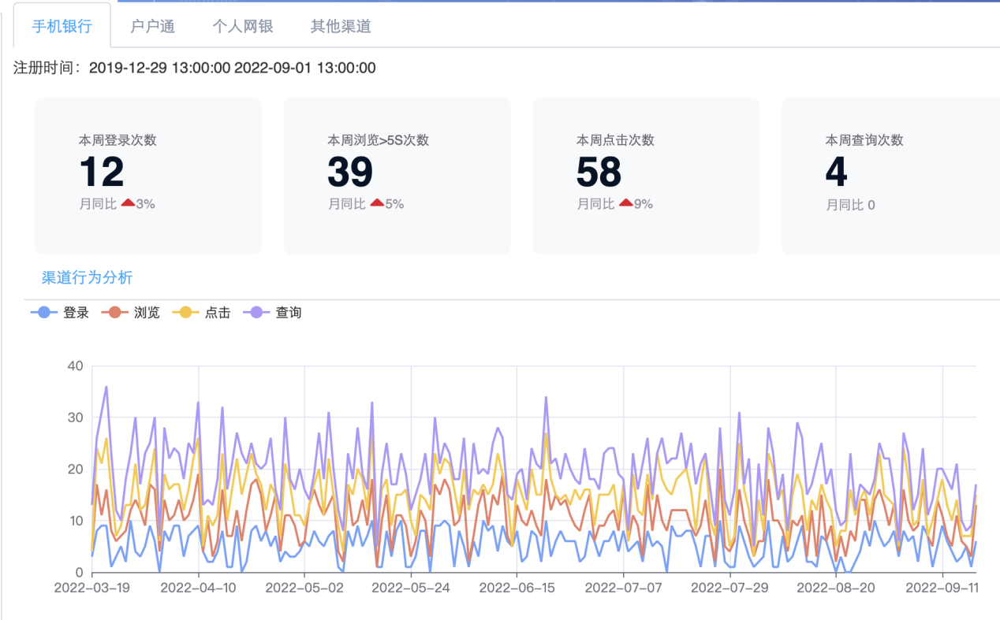 手机银行 户户通 个人网银 其他渠道
注册时间：2019-12-29 13:00:00 2022-09-01 13:00:00
本周登录次数 本周浏览>5S次数 本周点击次数 本周查询次数
12 39 58 4
月同比 3% 月同比 5% 月同比 9% 月同比 0
渠道行为分析
登录 浏览 点击 查询
40
30
20
10
0
2022-03-19 2022-04-10 2022-05-02 2022-05-24 2022-06-15 2022-07-07 2022-07-29 2022-08-20 2022-09-11